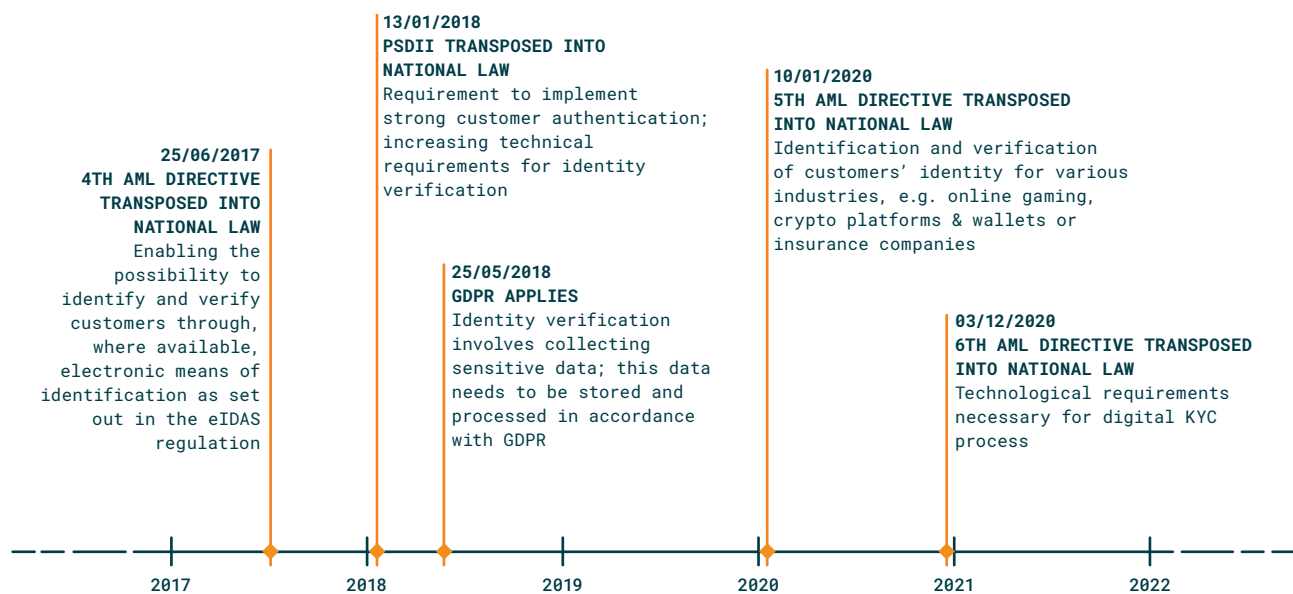 25/06/2017
4TH AML DIRECTIVE
TRANSPOSED INTO
NATIONAL LAW
Enabling the
possibility to
identify and verify
customers through,
where available,
electronic means of
identification as set
out in the eIDAS
regulation
13/01/2018
PSDII TRANSPOSED INTO
NATIONAL LAW
Requirement to implement
strong customer authentication;
increasing technical
requirements for identity
verification
25/05/2018
GDPR APPLIES
Identity verification
involves collecting
sensitive data; this data
needs to be stored and
processed in accordance
with GDPR
10/01/2020
5TH AML DIRECTIVE TRANSPOSED
INTO NATIONAL LAW
Identification and verification
of customers’ identity for various
industries, e.g. online gaming,
crypto platforms & wallets or
insurance companies
03/12/2020
6TH AML DIRECTIVE TRANSPOSED
INTO NATIONAL LAW
Technological requirements
necessary for digital KYC
process
2017 2018 2019 2020 2021 2022